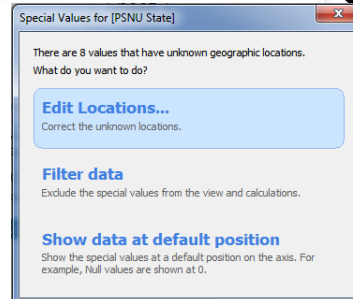 Special Values for [PSNU State]
There are 8 values that have unknown geographic locations.
What do you want to do?
Edit Locations...
Correct the unknown locations.
Filter data
Exclude the special values from the view and calculations.
Show data at default position
Show the special values at a default position on the axis. For
example, Null values are shown at 0.